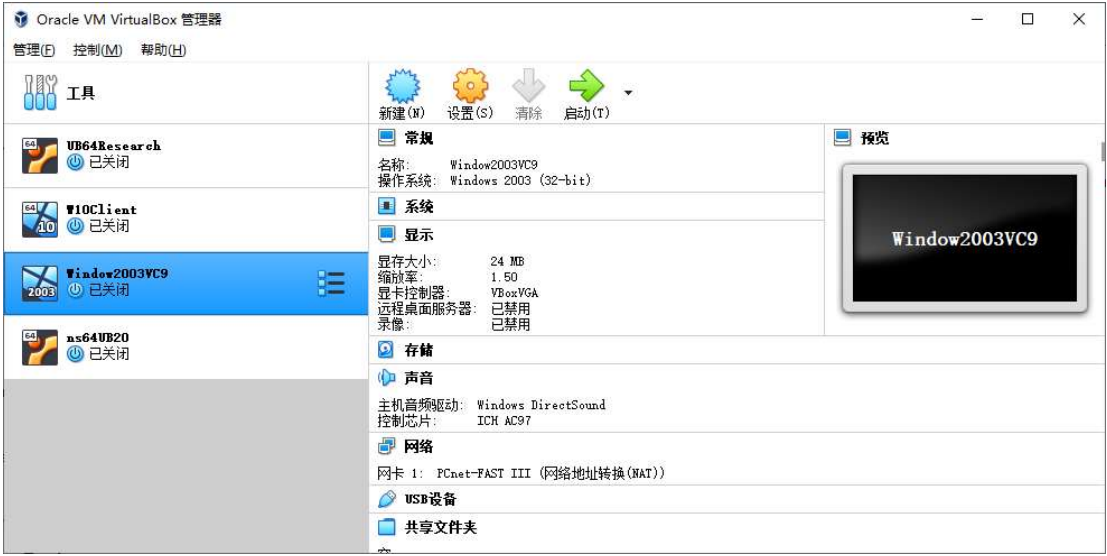 Oracle VM VirtualBox 管理器
管理(F) 控制(M) 帮助(H)
工具
新建(N) 设置(S) 清除 启动(T)
64
UB64Research
已关闭
64
10
W10Client
已关闭
2003
Window2003VC9
已关闭
64
ns64UB20
已关闭
常规
名称: Window2003VC9
操作系统: Windows 2003 (32-bit)
系统
显示
显存大小: 24 MB
缩放率: 1.50
显卡控制器: VBoxVGA
远程桌面服务器: 已禁用
录像: 已禁用
存储
声音
主机音频驱动: Windows DirectSound
控制芯片: ICH AC97
网络
网卡 1: PCnet-FAST III (网络地址转换(NAT))
USB设备
共享文件夹
预览
Window2003VC9